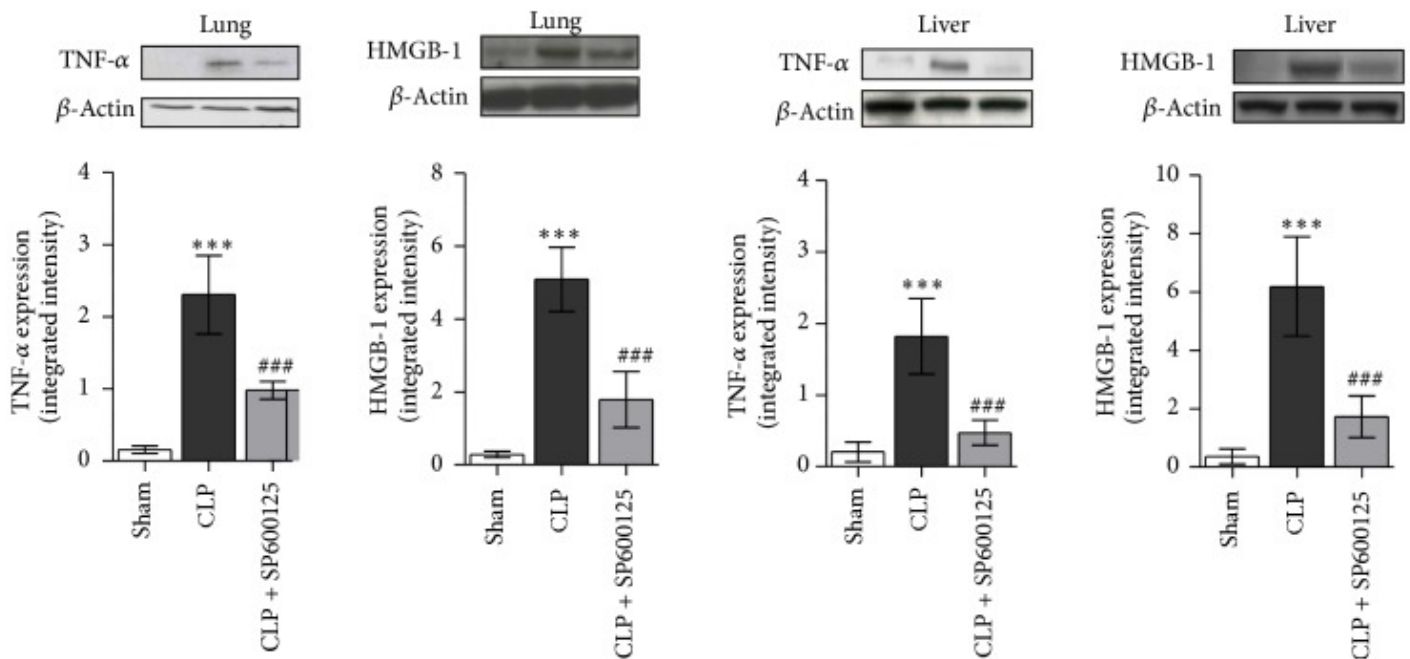 Lung
TNF-α
β-Actin
4
3
2
1
0
TNF-α expression
(integrated intensity)
***
###
Sham
CLP
CLP + SP600125
Lung
HMGB-1
β-Actin
8
6
4
2
0
HMGB-1 expression
(integrated intensity)
***
###
Sham
CLP
CLP + SP600125
Liver
TNF-α
β-Actin
4
3
2
1
0
TNF-α expression
(integrated intensity)
***
###
Sham
CLP
CLP + SP600125
Liver
HMGB-1
β-Actin
10
8
6
4
2
0
HMGB-1 expression
(integrated intensity)
***
###
Sham
CLP
CLP + SP600125